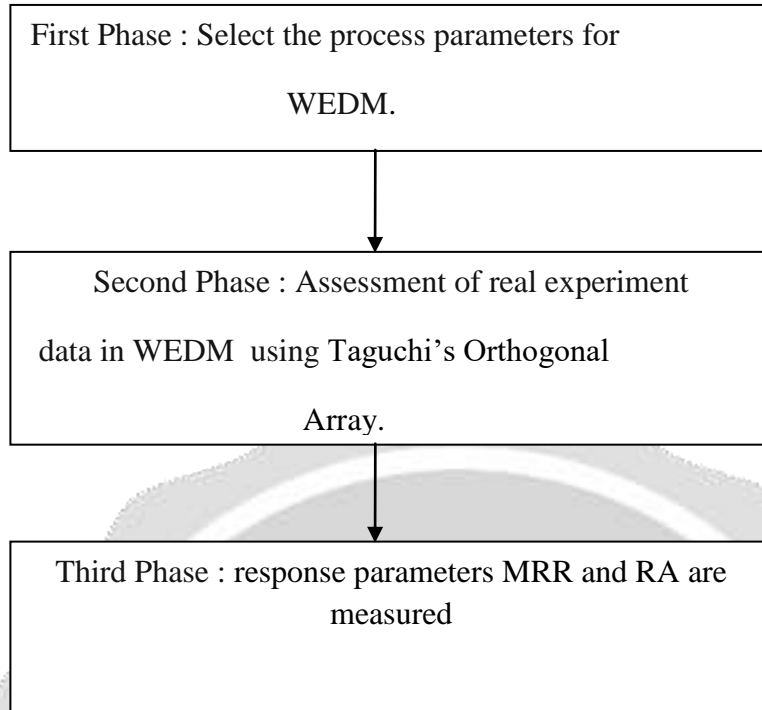 First Phase : Select the process parameters for
WEDM.
Second Phase : Assessment of real experiment
data in WEDM using Taguchi’s Orthogonal
Array.
Third Phase : response parameters MRR and RA are
measured